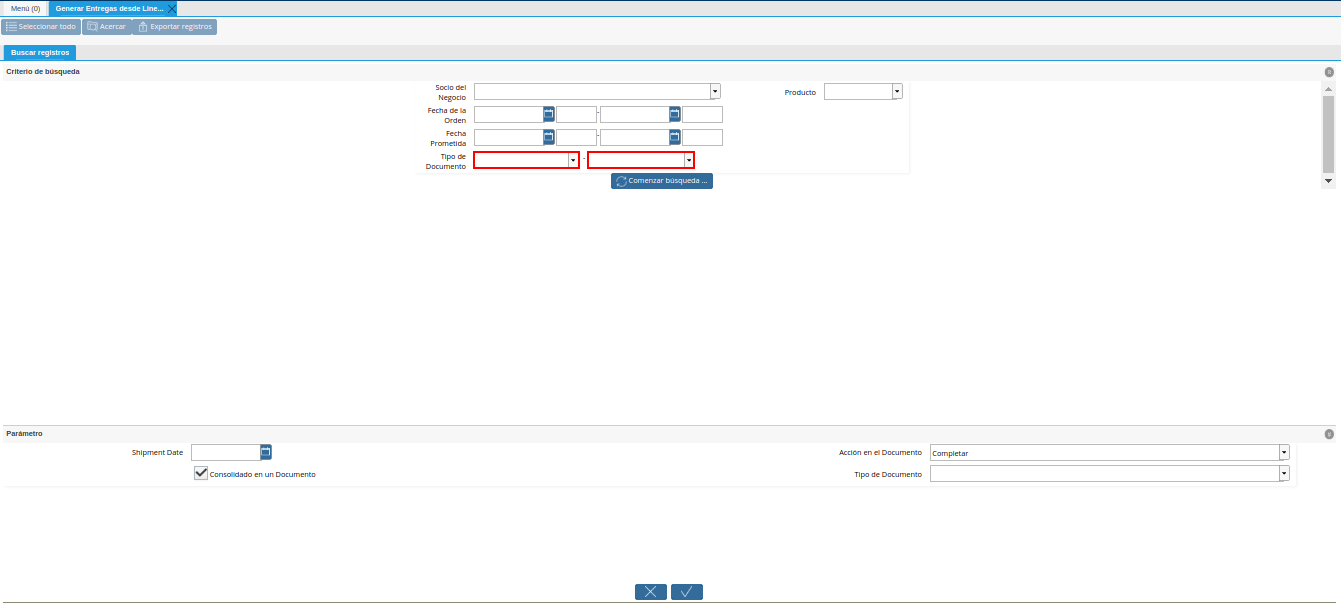 Menú (0)
Generar Entregas desde Line...
Seleccionar todo
Acercar
Exportar registros
Buscar registros
Criterio de búsqueda
Socio del
Negocio
Producto
Fecha de la
Orden
-
Fecha
Prometida
-
Tipo de
Documento
-
Comenzar búsqueda ...
Parámetro
Shipment Date
Acción en el Documento
Completar
Consolidado en un Documento
Tipo de Documento